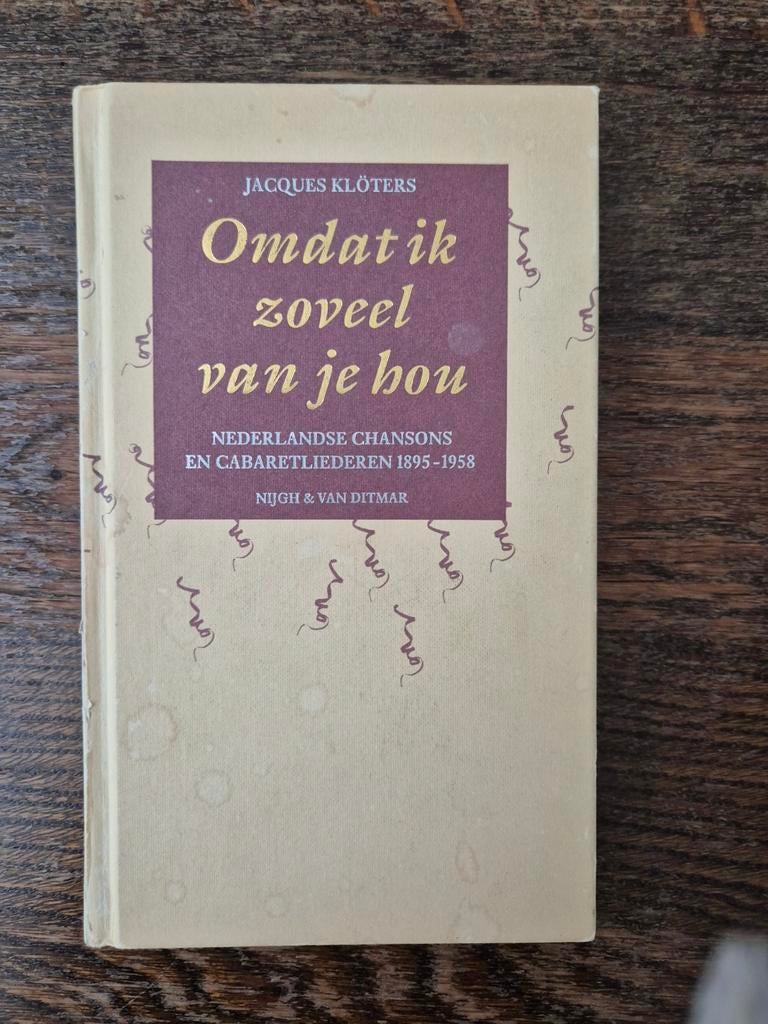 JACQUES KLÖTERS
Omdat ik
zoveel
van je hou
NEDERLANDSE CHANSONS
EN CABARETLIEDEREN 1895-1958
NIJGH & VAN DITMAR